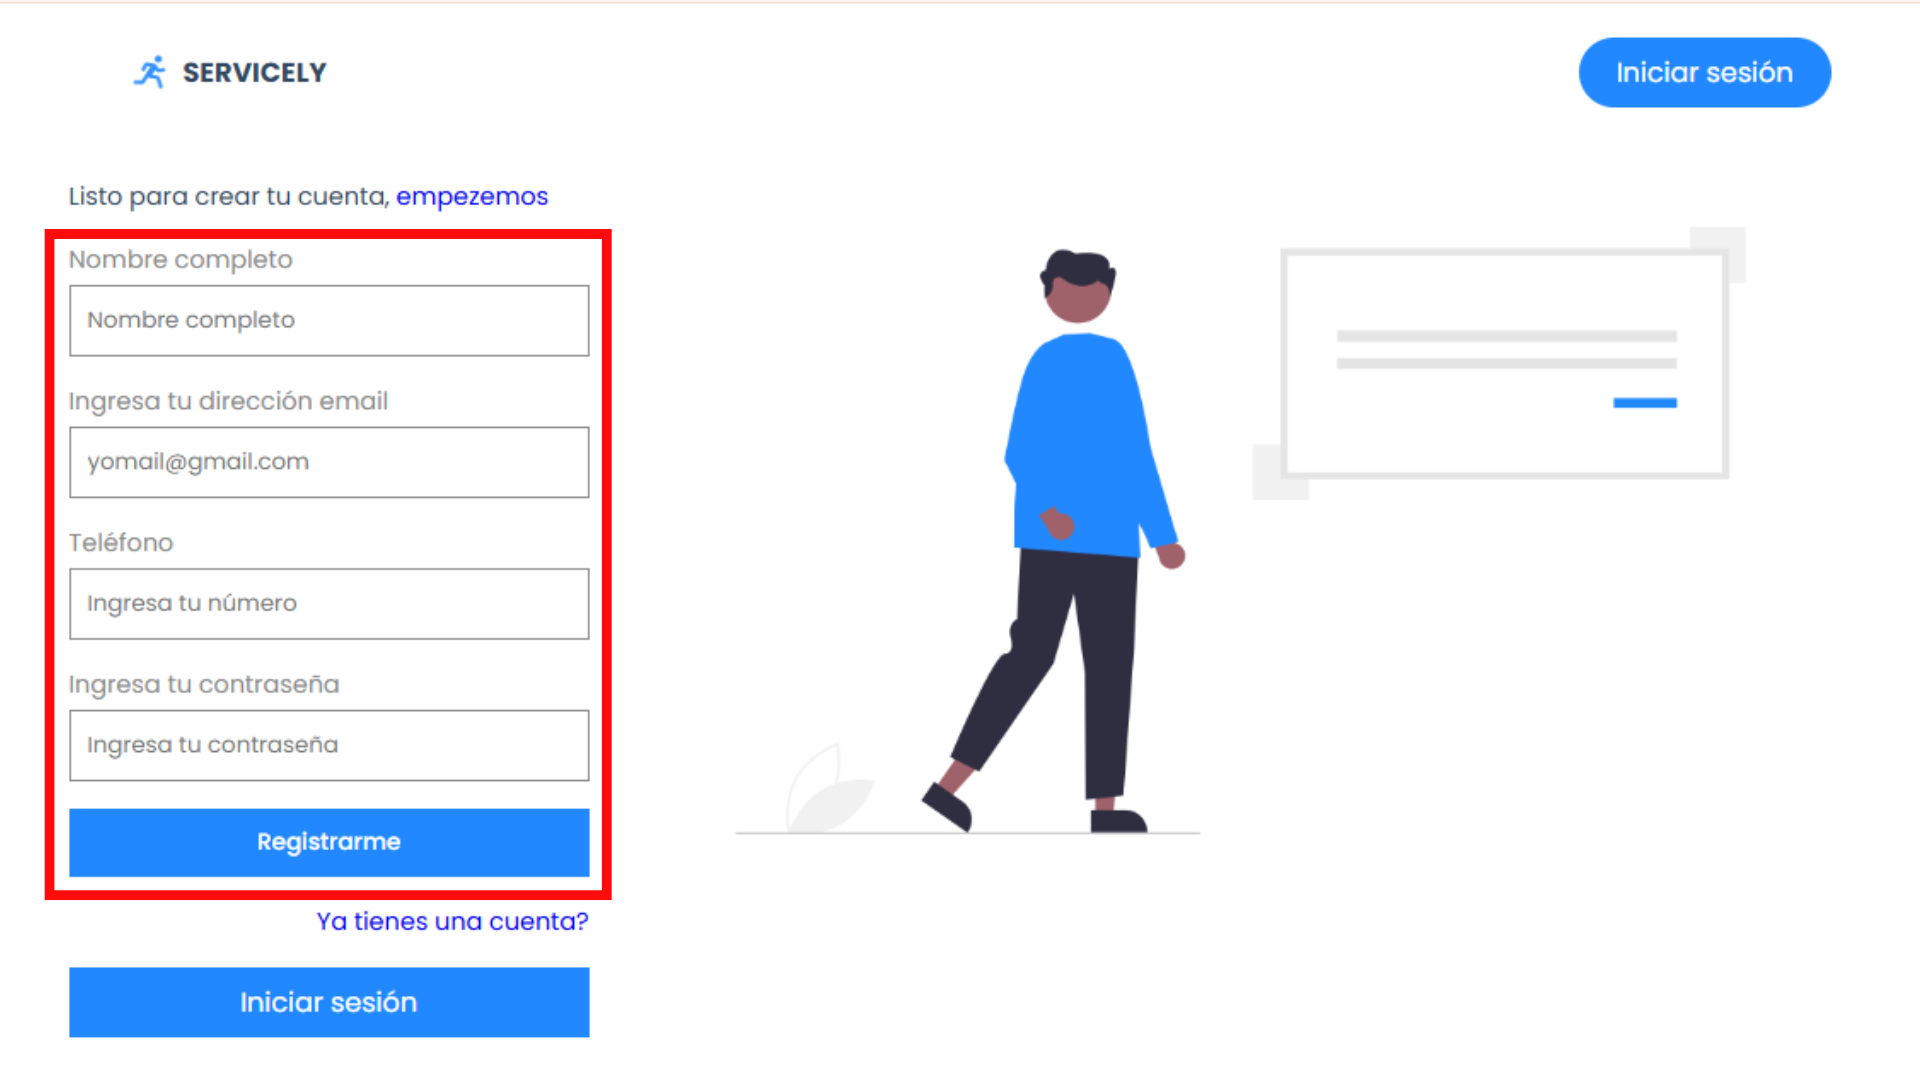 SERVICELY
Iniciar sesión
Listo para crear tu cuenta, empezemos
Nombre completo
Nombre completo
Ingresa tu dirección email
yomail@gmail.com
Teléfono
Ingresa tu número
Ingresa tu contraseña
Ingresa tu contraseña
Registrarme
Ya tienes una cuenta?
Iniciar sesión